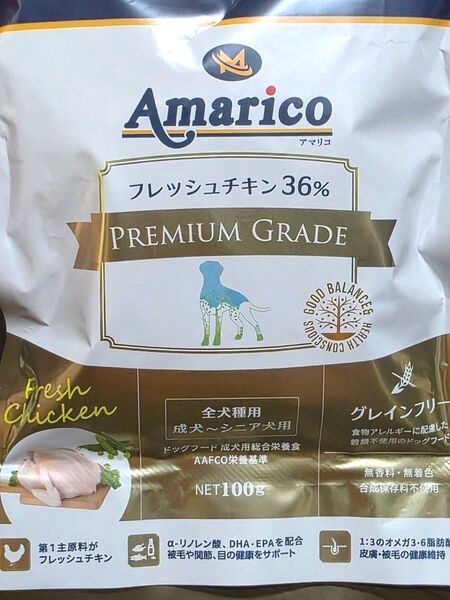 Amarico
アマリコ
フレッシュチキン 36%
PREMIUM GRADE
GOOD BALANCE & HEALTH CONSCIOUS
Fresh
Chicken
全犬種用
成犬～シニア犬用
ドッグフード 成犬用総合栄養食
AAFCO栄養基準
NET100g
グレインフリー
食物アレルギーに配慮した
穀類不使用のドッグフード
無香料・無着色
合成保存料不使用
第1主原料が
フレッシュチキン
α-リノレン酸、DHA・EPAを配合
被毛や関節、目の健康をサポート
1:3のオメガ3・6脂肪酸
皮膚・被毛の健康維持